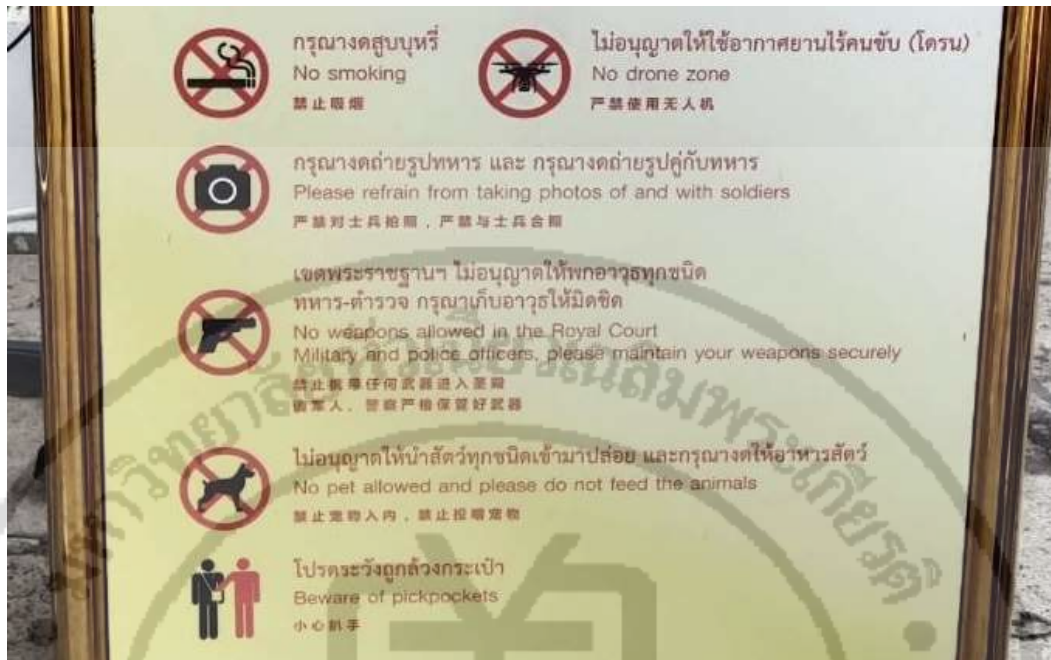 กรุณางดสูบบุหรี่
No smoking
禁止吸烟
ไม่อนุญาตให้ใช้อากาศยานไร้คนขับ (โดรน)
No drone zone
严禁使用无人机
กรุณางดถ่ายรูปทหาร และ กรุณางดถ่ายรูปคู่กับทหาร
Please refrain from taking photos of and with soldiers
严禁对士兵拍照，严禁与士兵合照
เขตพระราชฐานฯ ไม่อนุญาตให้พกอาวุธทุกชนิด
ทหาร-ตำรวจ กรุณาเก็บอาวุธให้มิดชิด
No weapons allowed in the Royal Court
Military and police officers, please maintain your weapons securely
禁止携带任何武器进入圣殿
军人、警察严格保管好武器
ไม่อนุญาตให้นำสัตว์ทุกชนิดเข้ามาปล่อย และกรุณางดให้อาหารสัตว์
No pet allowed and please do not feed the animals
禁止宠物入内，禁止投喂宠物
โปรดระวังถูกล้วงกระเป๋า
Beware of pickpockets
小心扒手